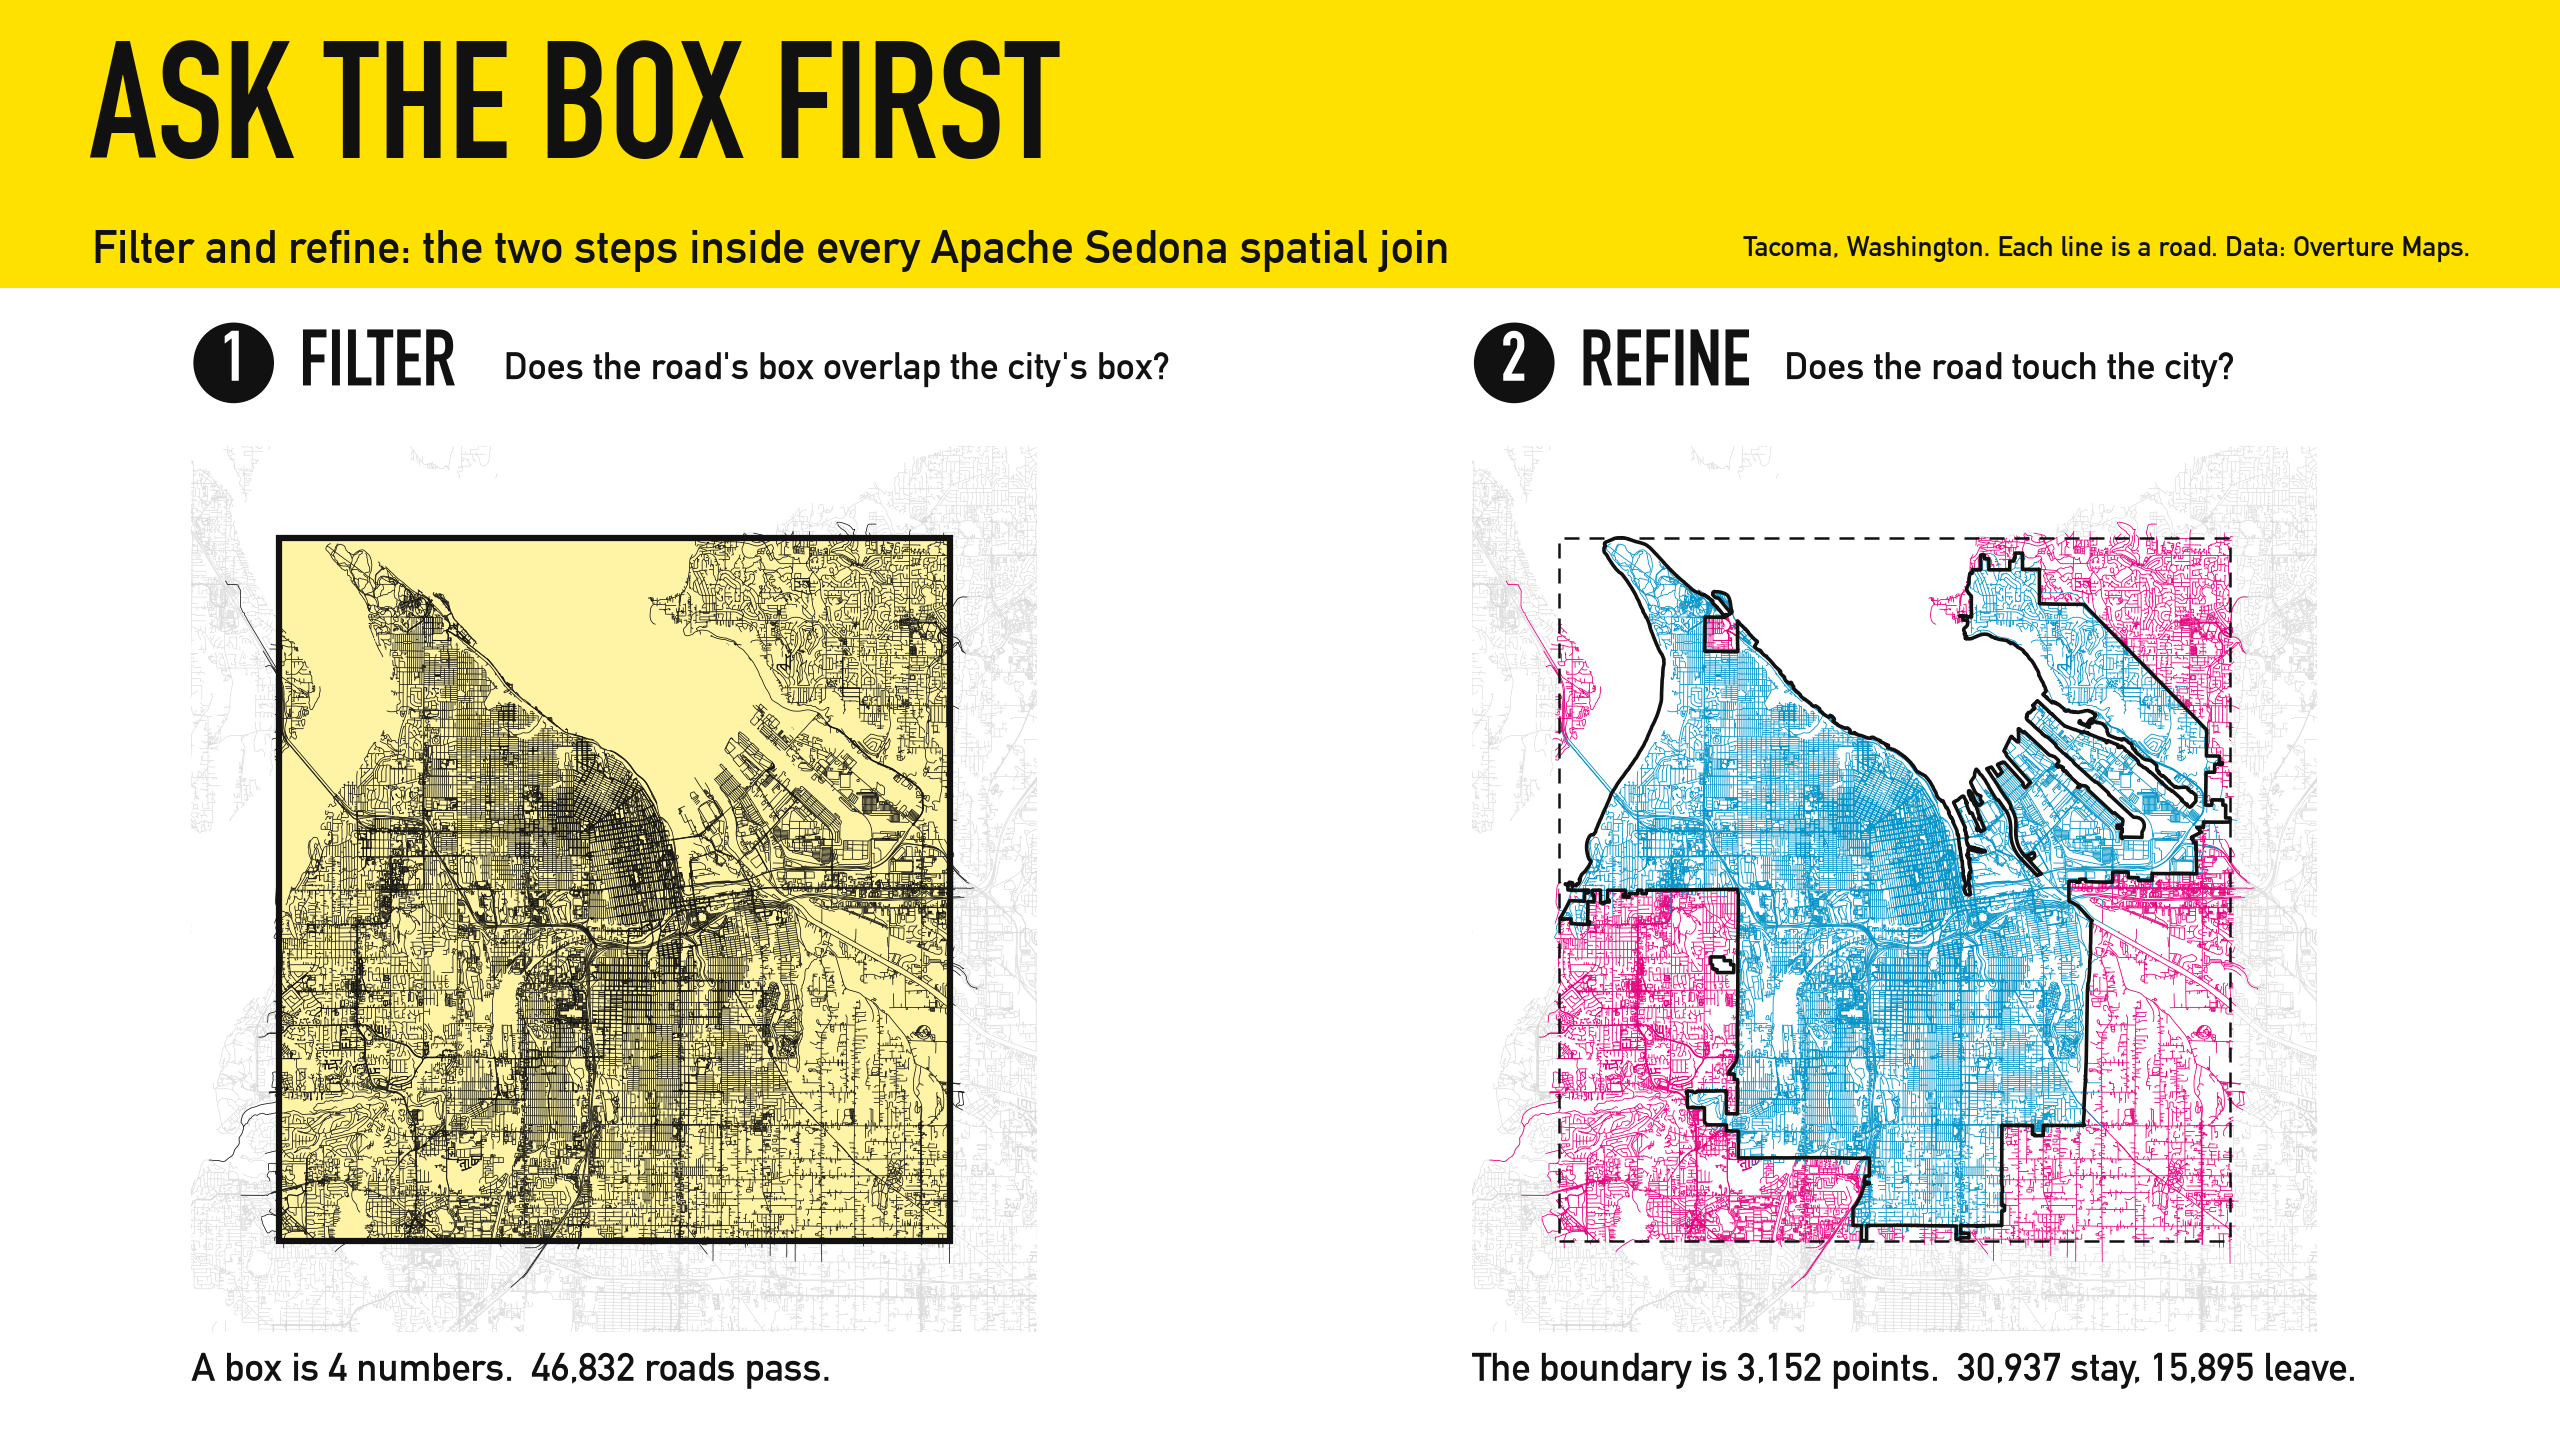 ASK THE BOX FIRST
Filter and refine: the two steps inside every Apache Sedona spatial join
Tacoma, Washington. Each line is a road. Data: Overture Maps.
1 FILTER Does the road's box overlap the city's box?
2 REFINE Does the road touch the city?
A box is 4 numbers. 46,832 roads pass.
The boundary is 3,152 points. 30,937 stay, 15,895 leave.